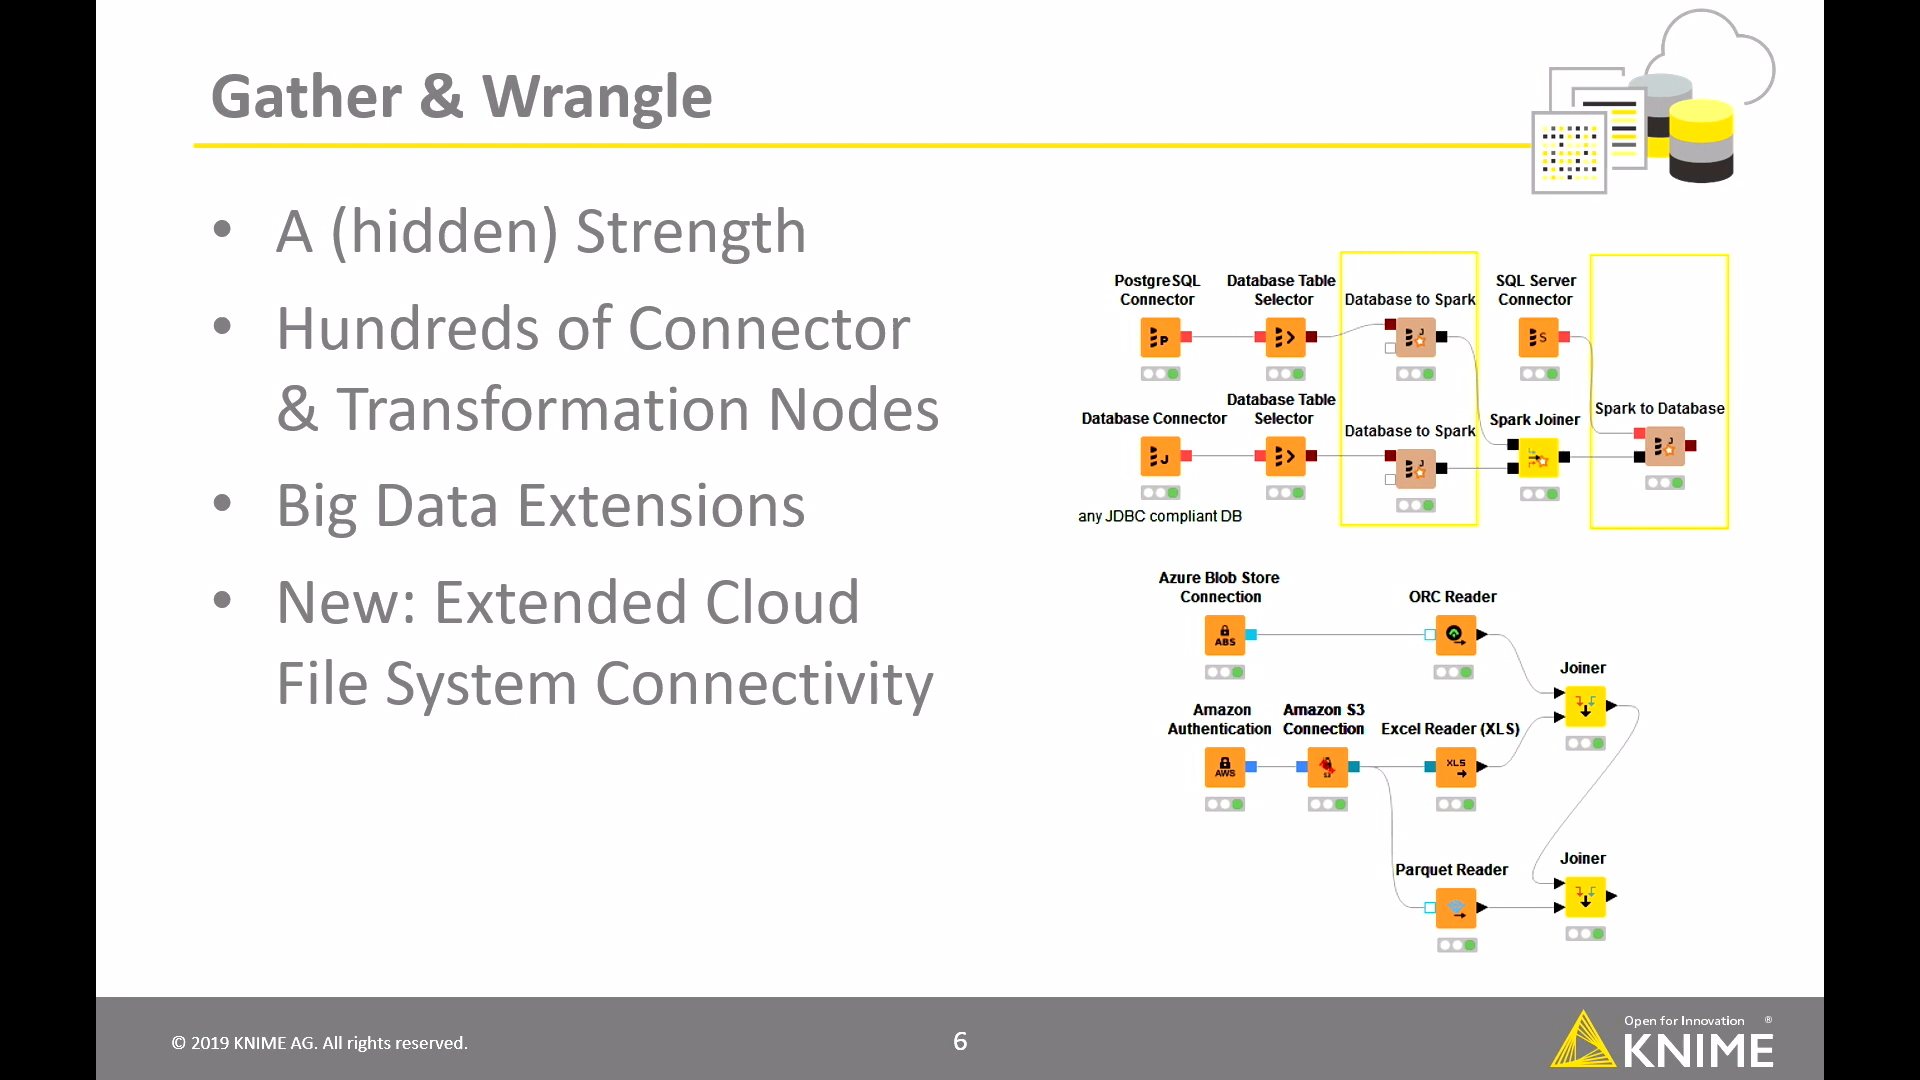 Gather & Wrangle
• A (hidden) Strength
• Hundreds of Connector
& Transformation Nodes
• Big Data Extensions
• New: Extended Cloud
File System Connectivity
PostgreSQL
Connector
Database Table
Selector
Database to Spark
SQL Server
Connector
P
J
S
Database Connector
Database Table
Selector
Database to Spark
Spark Joiner
Spark to Database
J
J
J
any JDBC compliant DB
Azure Blob Store
Connection
ORC Reader
ABS
Joiner
Amazon
Authentication
Amazon S3
Connection
Excel Reader (XLS)
AWS
XLS
Parquet Reader
Joiner
© 2019 KNIME AG. All rights reserved.
6
Open for Innovation ®
KNIME